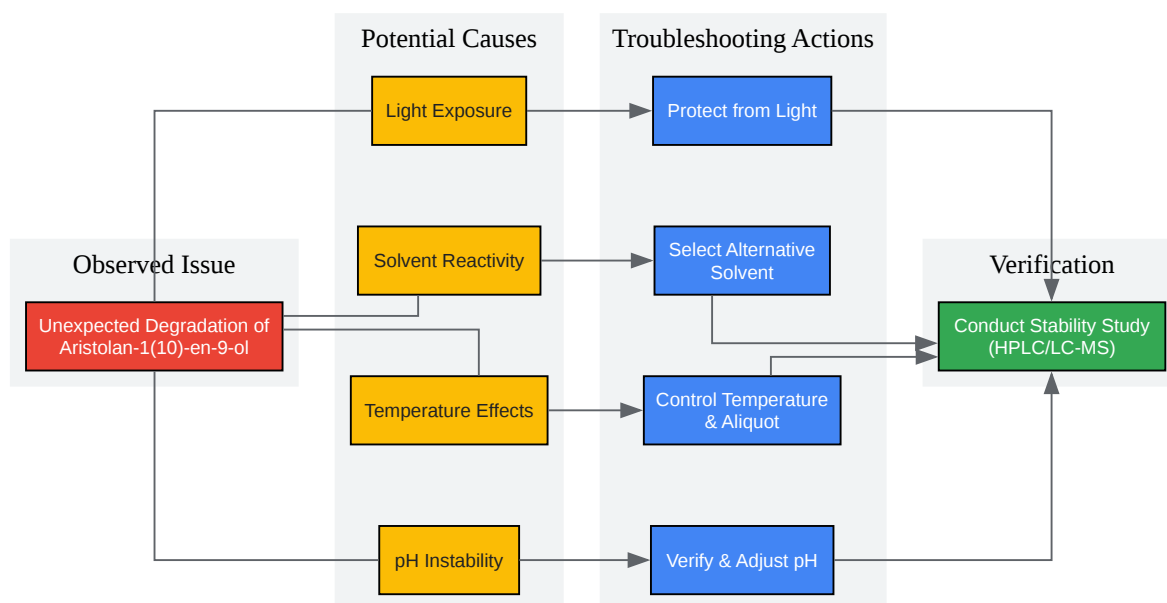 Potential Causes
Troubleshooting Actions
Light Exposure
Protect from Light
Observed Issue
Solvent Reactivity
Select Alternative
Solvent
Verification
Unexpected Degradation of
Aristolan-1(10)-en-9-ol
Conduct Stability Study
(HPLC/LC-MS)
Temperature Effects
Control Temperature
& Aliquot
pH Instability
Verify & Adjust pH